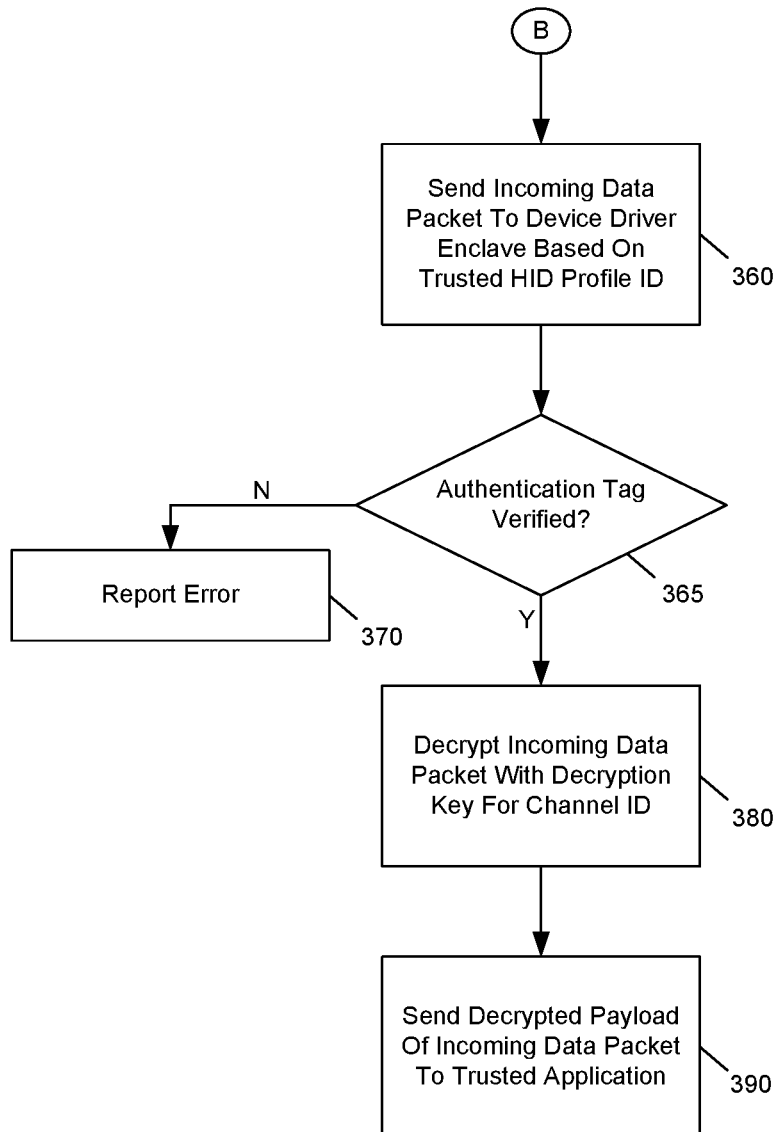 B
Send Incoming Data
Packet To Device Driver
Enclave Based On
Trusted HID Profile ID
360
Authentication Tag
Verified?
365
N
Report Error
370
Y
Decrypt Incoming Data
Packet With Decryption
Key For Channel ID
380
Send Decrypted Payload
Of Incoming Data Packet
To Trusted Application
390